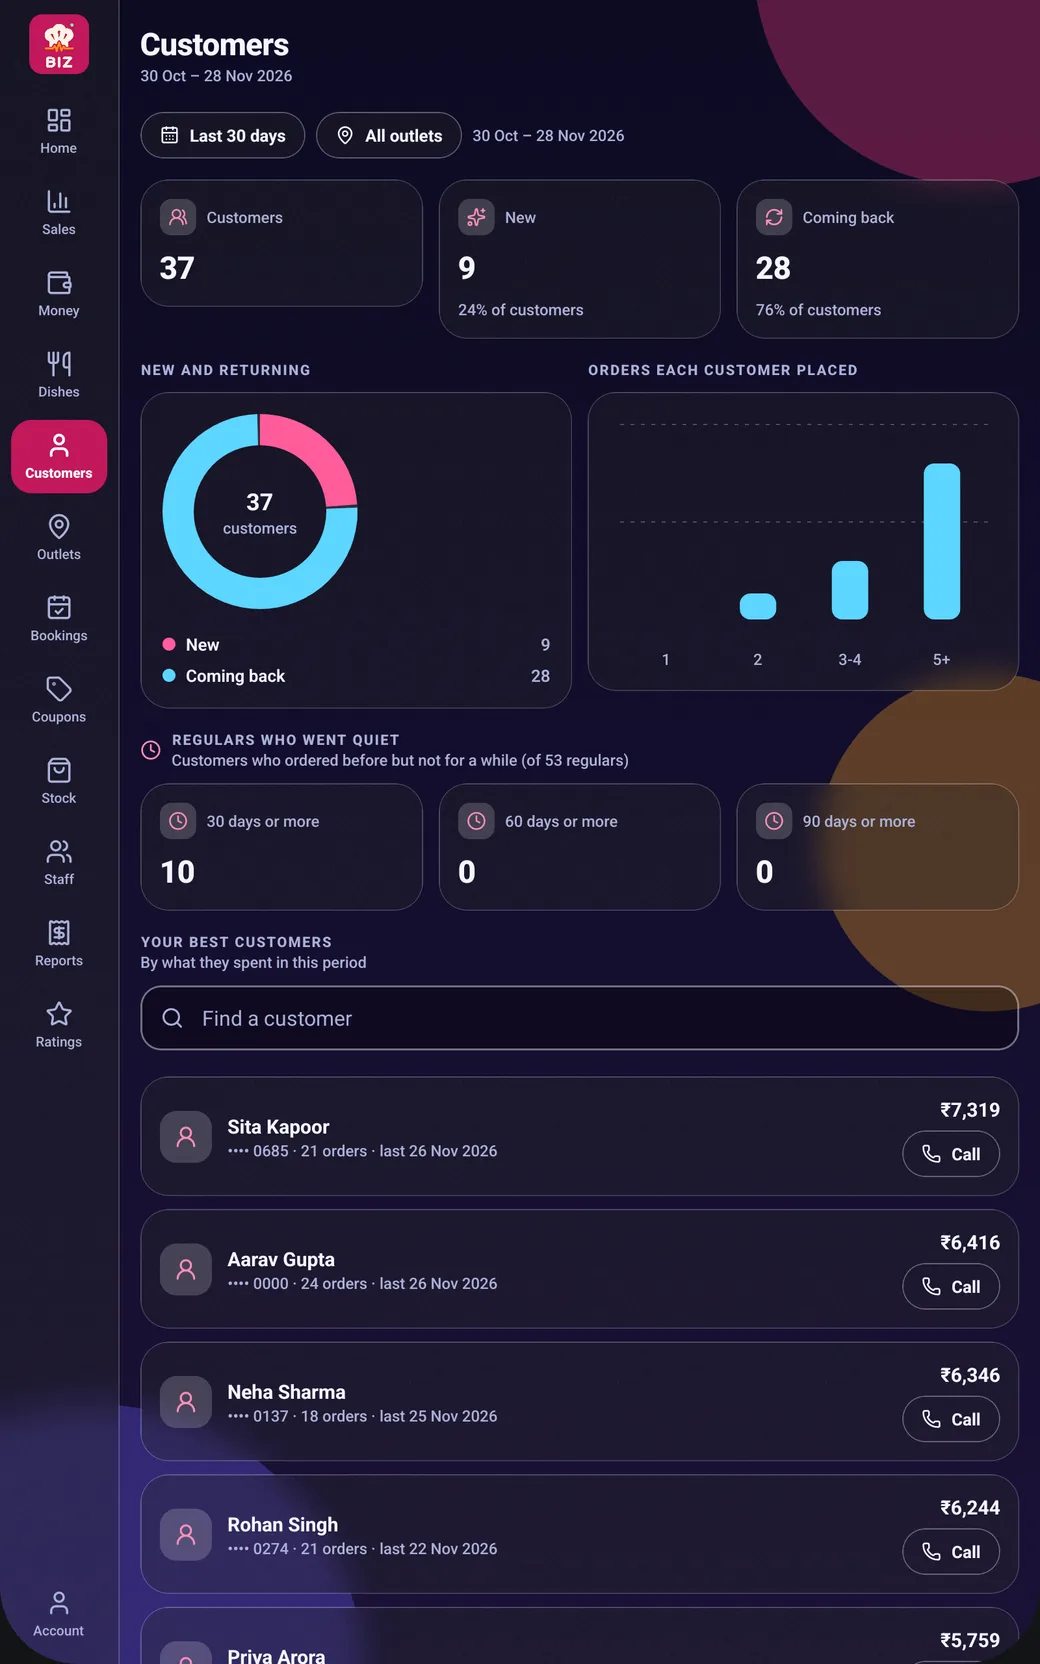 BIZ
Home
Sales
Money
Dishes
Customers
Outlets
Bookings
Coupons
Stock
Staff
Reports
Ratings
Account
Customers
30 Oct – 28 Nov 2026
Last 30 days
All outlets
30 Oct – 28 Nov 2026
Customers
37
New
9
24% of customers
Coming back
28
76% of customers
NEW AND RETURNING
37
customers
New 9
Coming back 28
ORDERS EACH CUSTOMER PLACED
1 2 3-4 5+
REGULARS WHO WENT QUIET
Customers who ordered before but not for a while (of 53 regulars)
30 days or more
10
60 days or more
0
90 days or more
0
YOUR BEST CUSTOMERS
By what they spent in this period
Find a customer
Sita Kapoor
•••• 0685 · 21 orders · last 26 Nov 2026
₹7,319
Call
Aarav Gupta
•••• 0000 · 24 orders · last 26 Nov 2026
₹6,416
Call
Neha Sharma
•••• 0137 · 18 orders · last 25 Nov 2026
₹6,346
Call
Rohan Singh
•••• 0274 · 21 orders · last 22 Nov 2026
₹6,244
Call
Priya Arora
₹5,759